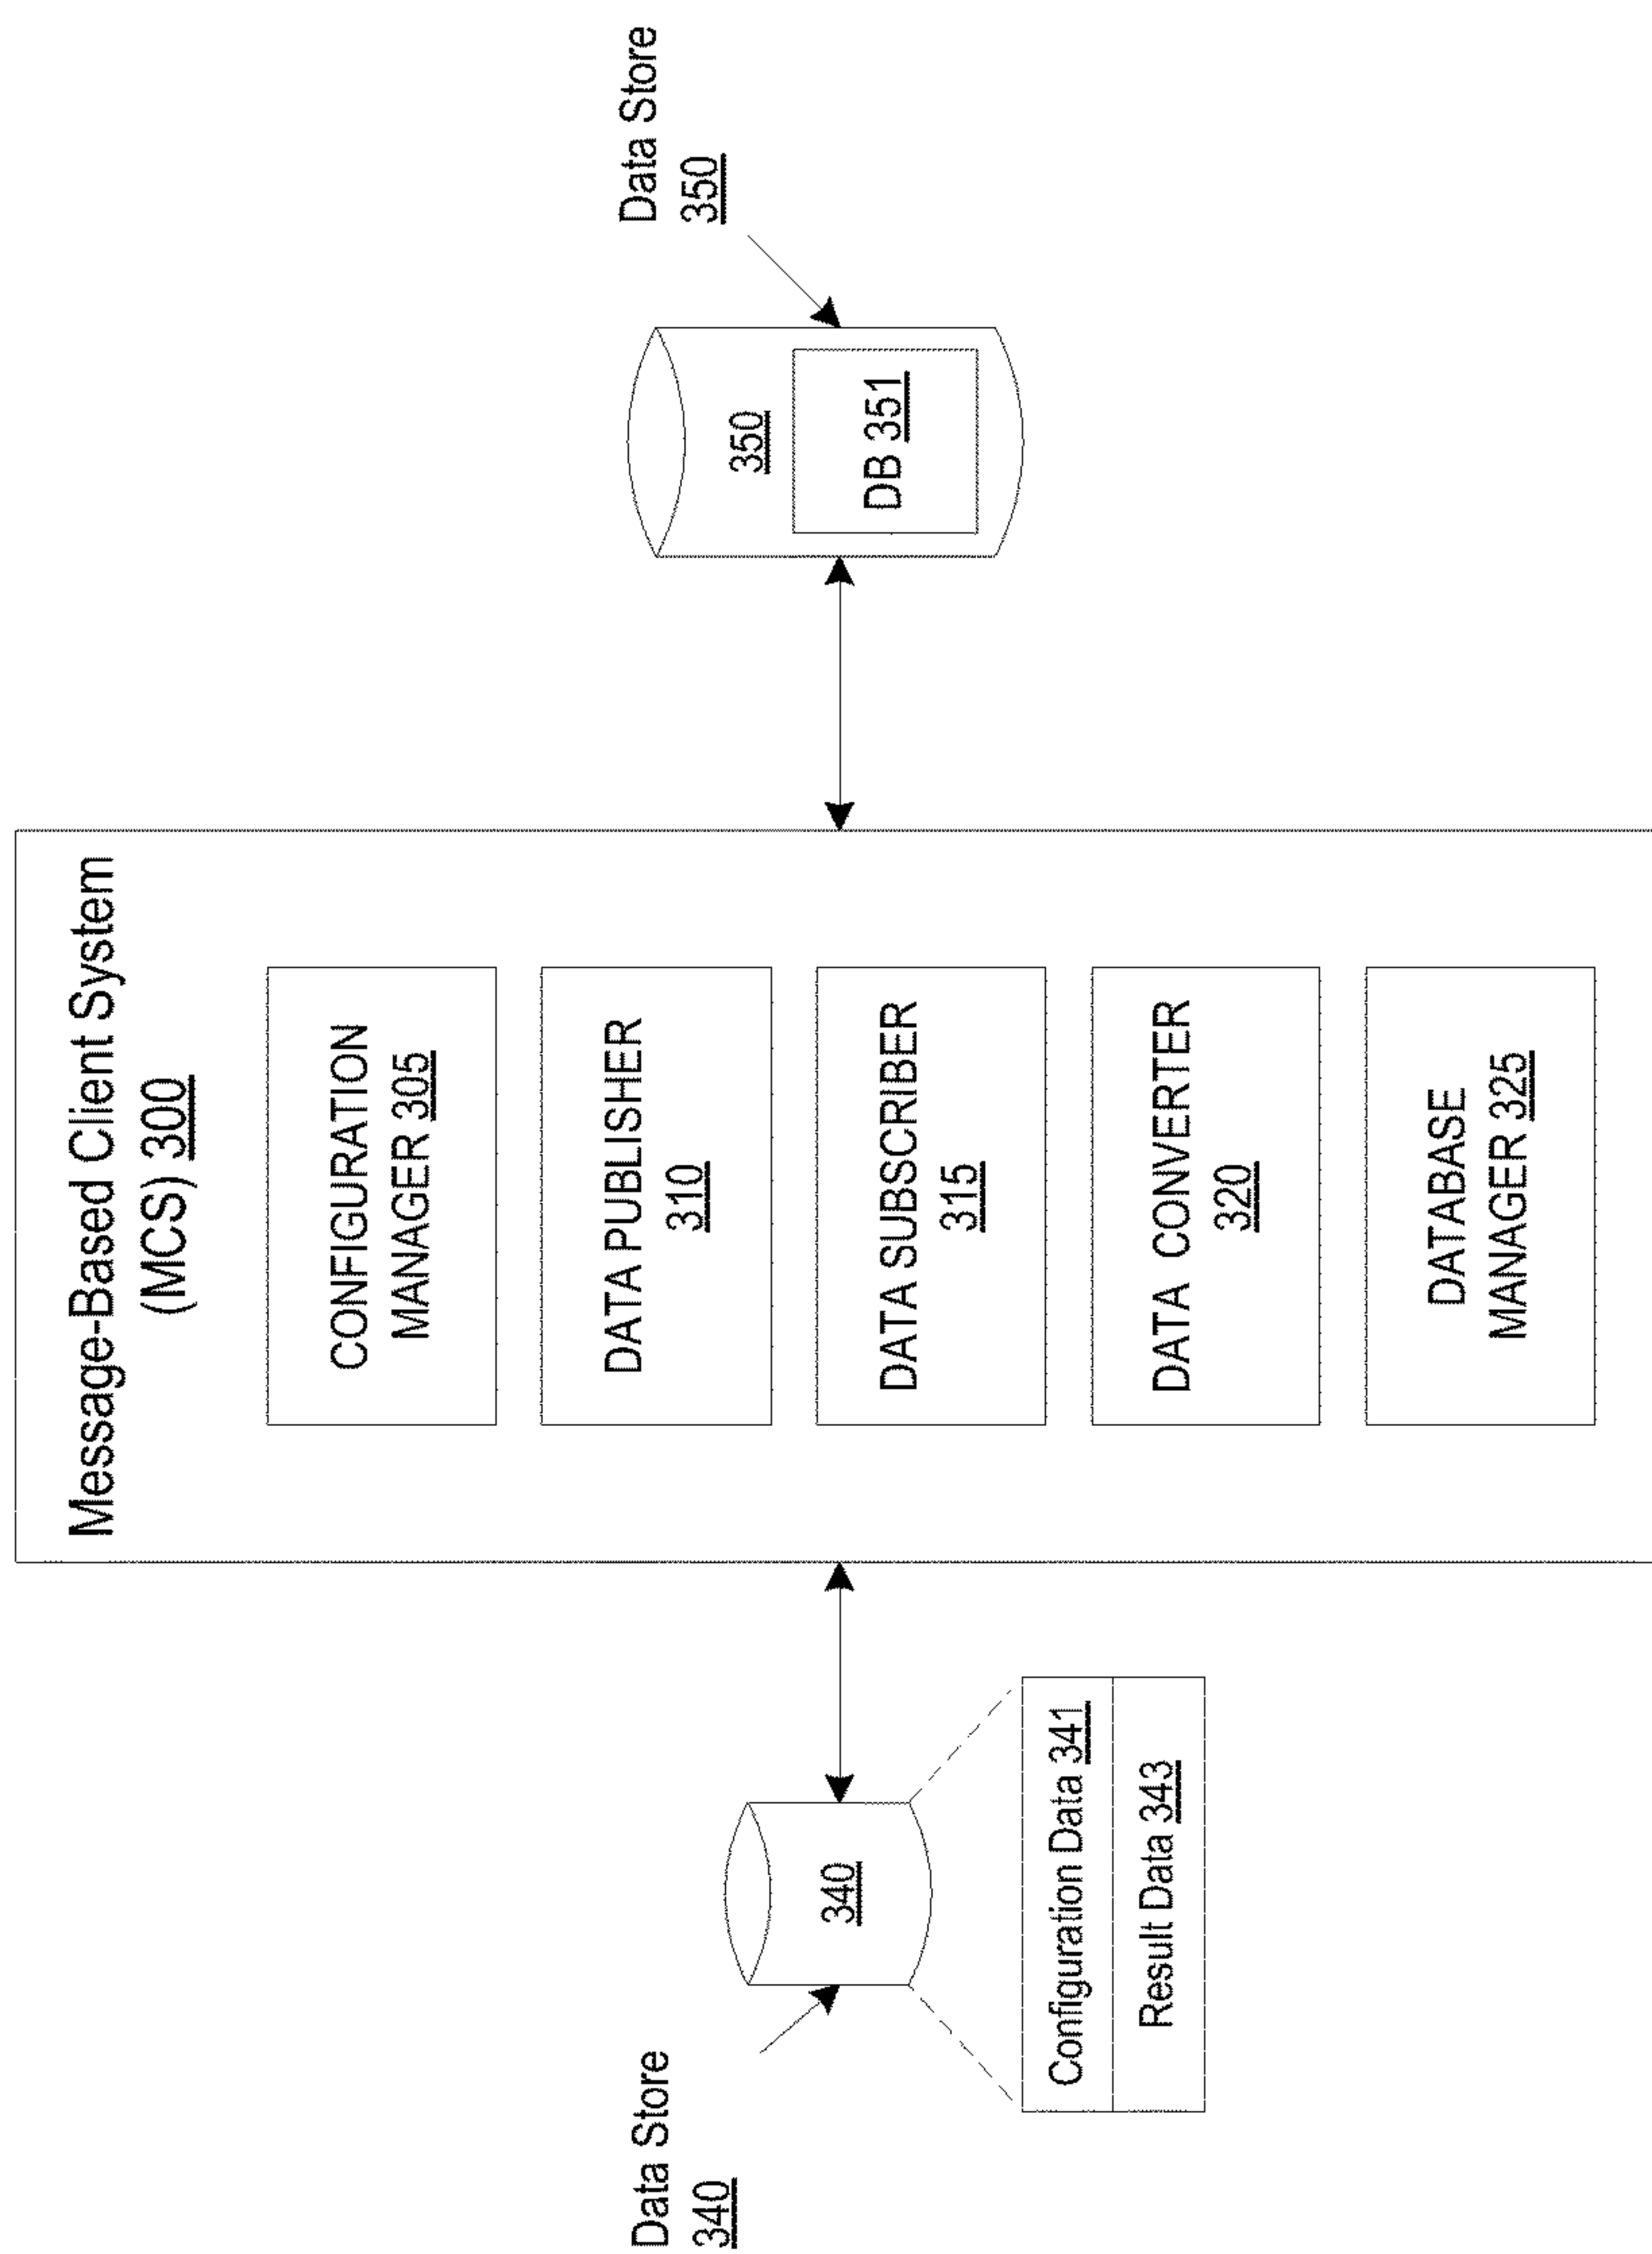 Message-Based Client System
(MCS) 300
CONFIGURATION
MANAGER 305
DATA PUBLISHER
310
DATA SUBSCRIBER
315
DATA CONVERTER
320
DATABASE
MANAGER 325
Data Store
340
340
Configuration Data 341
Result Data 343
Data Store
350
350
DB 351